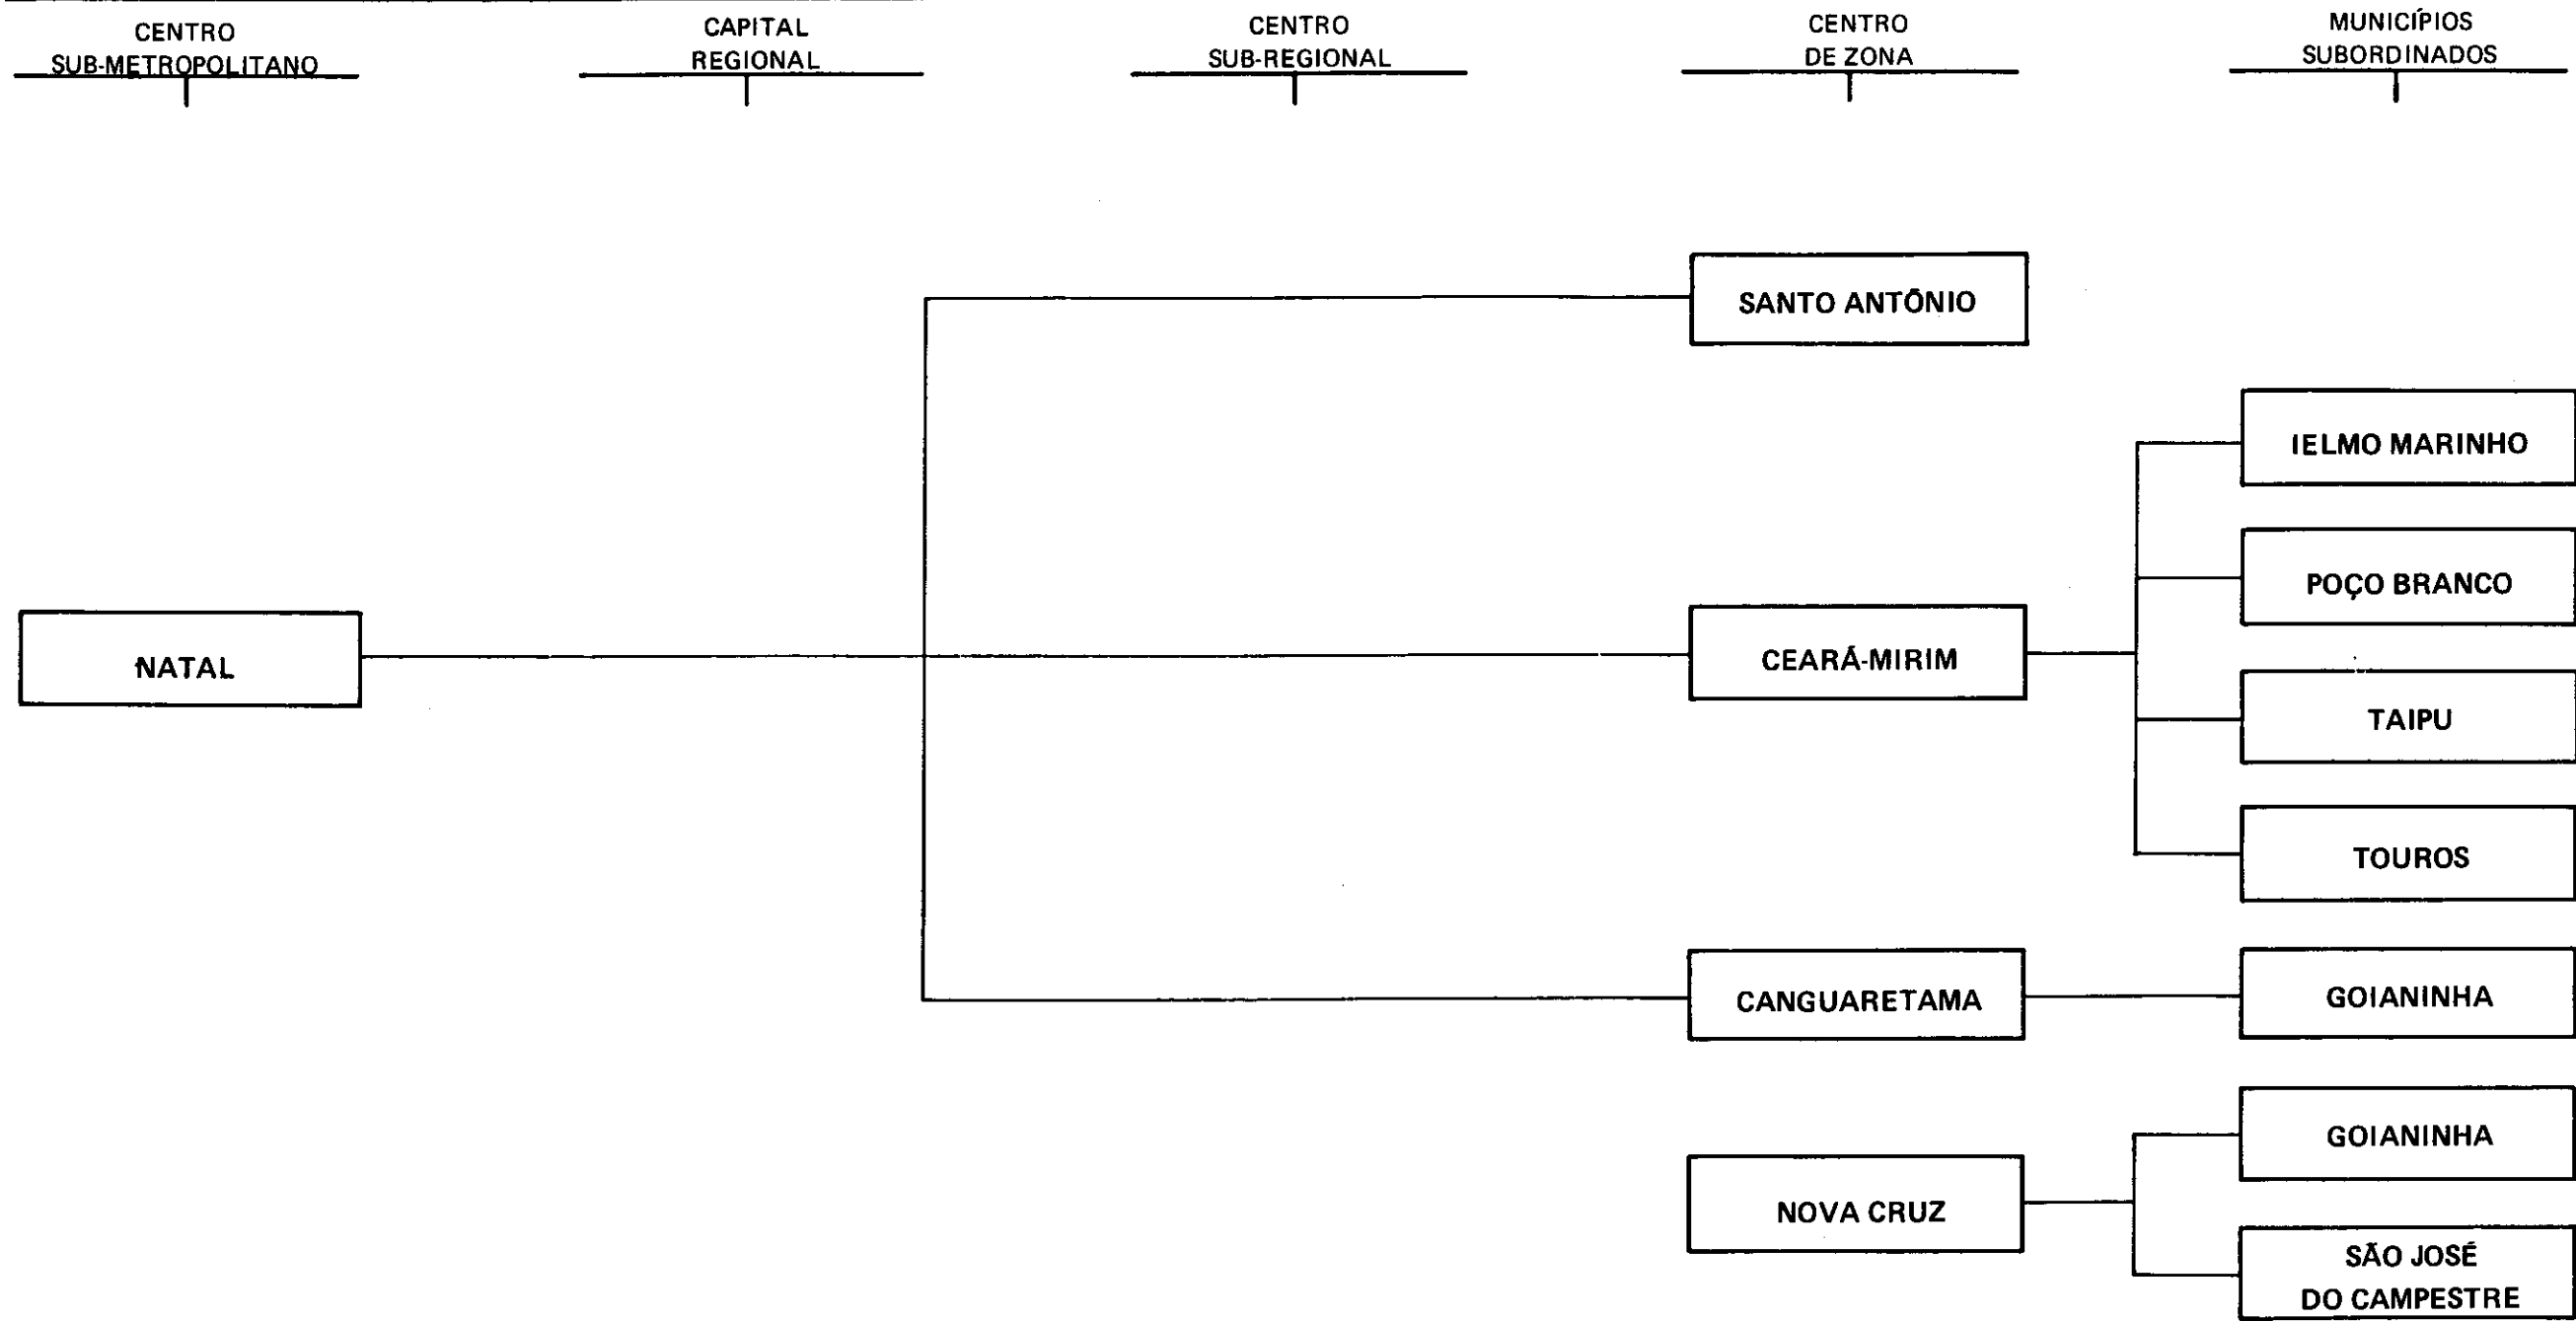 CENTRO
SUB-METROPOLITANO
CAPITAL
REGIONAL
CENTRO
SUB-REGIONAL
CENTRO
DE ZONA
MUNICÍPIOS
SUBORDINADOS
SANTO ANTÔNIO
IELMO MARINHO
POÇO BRANCO
NATAL
CEARÁ-MIRIM
TAIPU
TOUROS
CANGUARETAMA
GOIANINHA
GOIANINHA
NOVA CRUZ
SÃO JOSÉ
DO CAMPESTRE